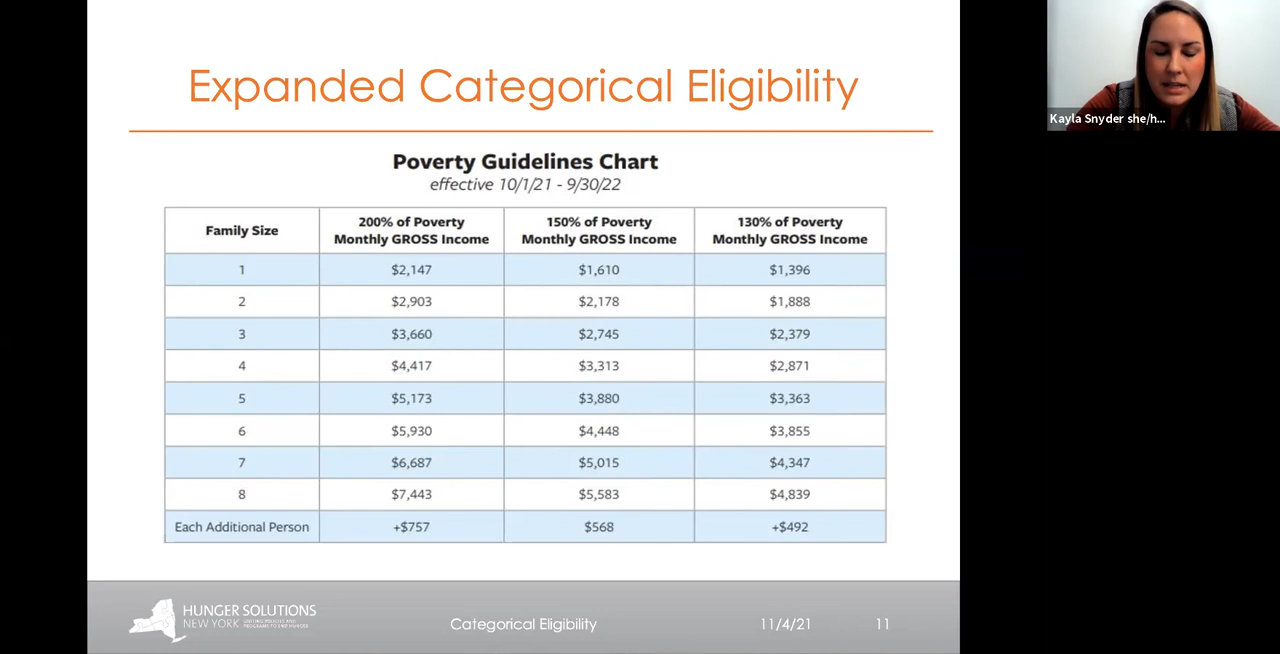 Expanded Categorical Eligibility
Kayla Snyder she/h...
Poverty Guidelines Chart
effective 10/1/21 - 9/30/22
Family Size
200% of Poverty
Monthly GROSS Income
150% of Poverty
Monthly GROSS Income
130% of Poverty
Monthly GROSS Income
1 $2,147 $1,610 $1,396
2 $2,903 $2,178 $1,888
3 $3,660 $2,745 $2,379
4 $4,417 $3,313 $2,871
5 $5,173 $3,880 $3,363
6 $5,930 $4,448 $3,855
7 $6,687 $5,015 $4,347
8 $7,443 $5,583 $4,839
Each Additional Person +$757 $568 +$492
HUNGER SOLUTIONS
NEW YORK
PROGRAMS TO END HUNGER
Categorical Eligibility 11/4/21 11